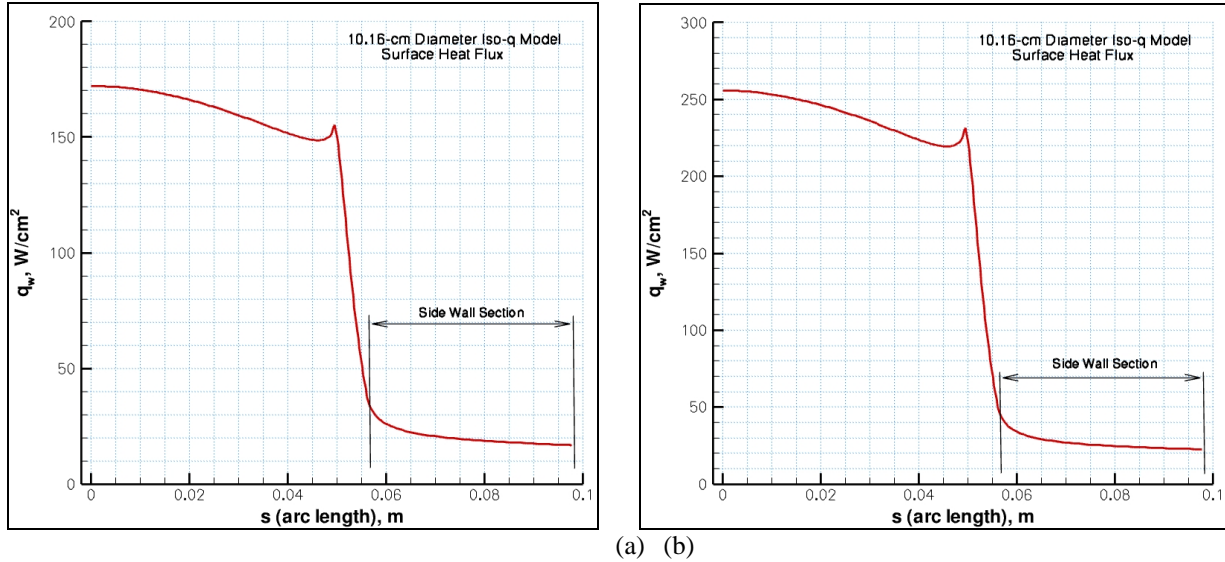 200
150
100
50
0
q_w, W/cm²
10.16-cm Diameter Iso-q Model
Surface Heat Flux
Side Wall Section
0 0.02 0.04 0.06 0.08 0.1
s (arc length), m
300
250
200
150
100
50
0
q_w, W/cm²
10.16-cm Diameter Iso-q Model
Surface Heat Flux
Side Wall Section
0 0.02 0.04 0.06 0.08 0.1
s (arc length), m
(a) (b)